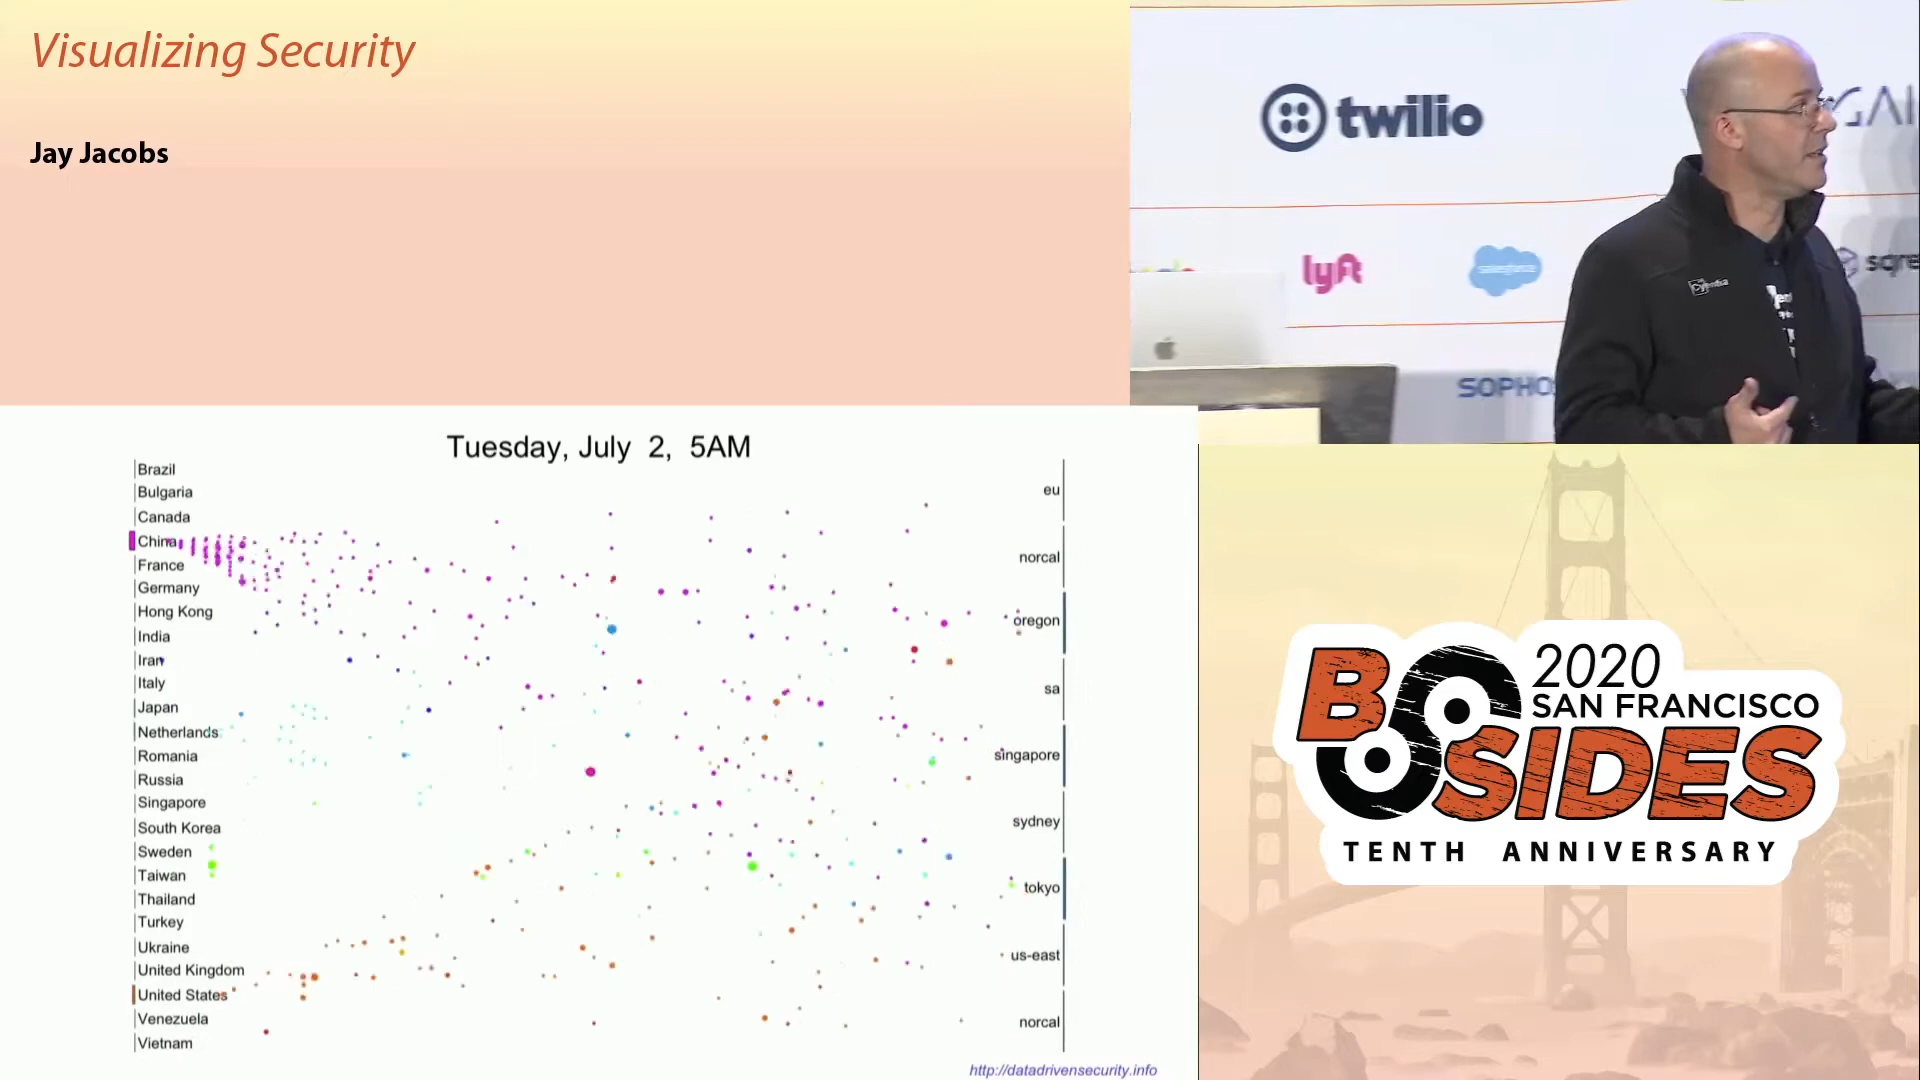 Visualizing Security
Jay Jacobs
twilio
lyft
salesforce
SOPHOS
Cyentia
Tuesday, July 2, 5AM
Brazil
Bulgaria
Canada
China
France
Germany
Hong Kong
India
Iran
Italy
Japan
Netherlands
Romania
Russia
Singapore
South Korea
Sweden
Taiwan
Thailand
Turkey
Ukraine
United Kingdom
United States
Venezuela
Vietnam
eu
norcal
oregon
sa
singapore
sydney
tokyo
us-east
norcal
http://datadrivensecurity.info
2020
SAN FRANCISCO
BSIDES
TENTH ANNIVERSARY